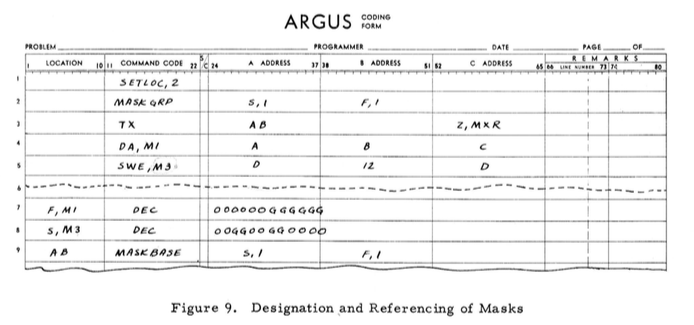 ARGUS CODING FORM
PROBLEM PROGRAMMER DATE PAGE OF
LOCATION COMMAND CODE A ADDRESS B ADDRESS C ADDRESS REMARKS
1 10 11 22 S/C 24 37 38 51 52 65 66 LINE NUMBER 73 74 80
1 SETLOC, 2
2 MASK GRP S, 1 F, 1
3 TX AB Z, MXR
4 DA, M1 A B C
5 SWE, M3 D 12 D
6
7 F, M1 DEC 000000GGGGGG
8 S, M3 DEC 00GG00GG0000
9 AB MASKBASE S, 1 F, 1
Figure 9. Designation and Referencing of Masks